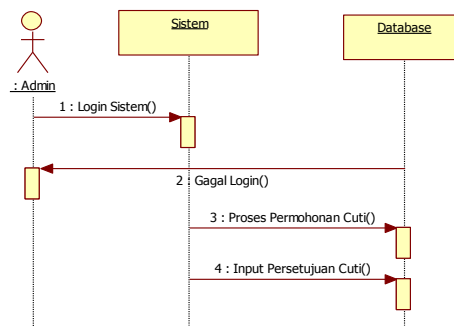 Sistem
Database
: Admin
1 : Login Sistem()
2 : Gagal Login()
3 : Proses Permohonan Cuti()
4 : Input Persetujuan Cuti()